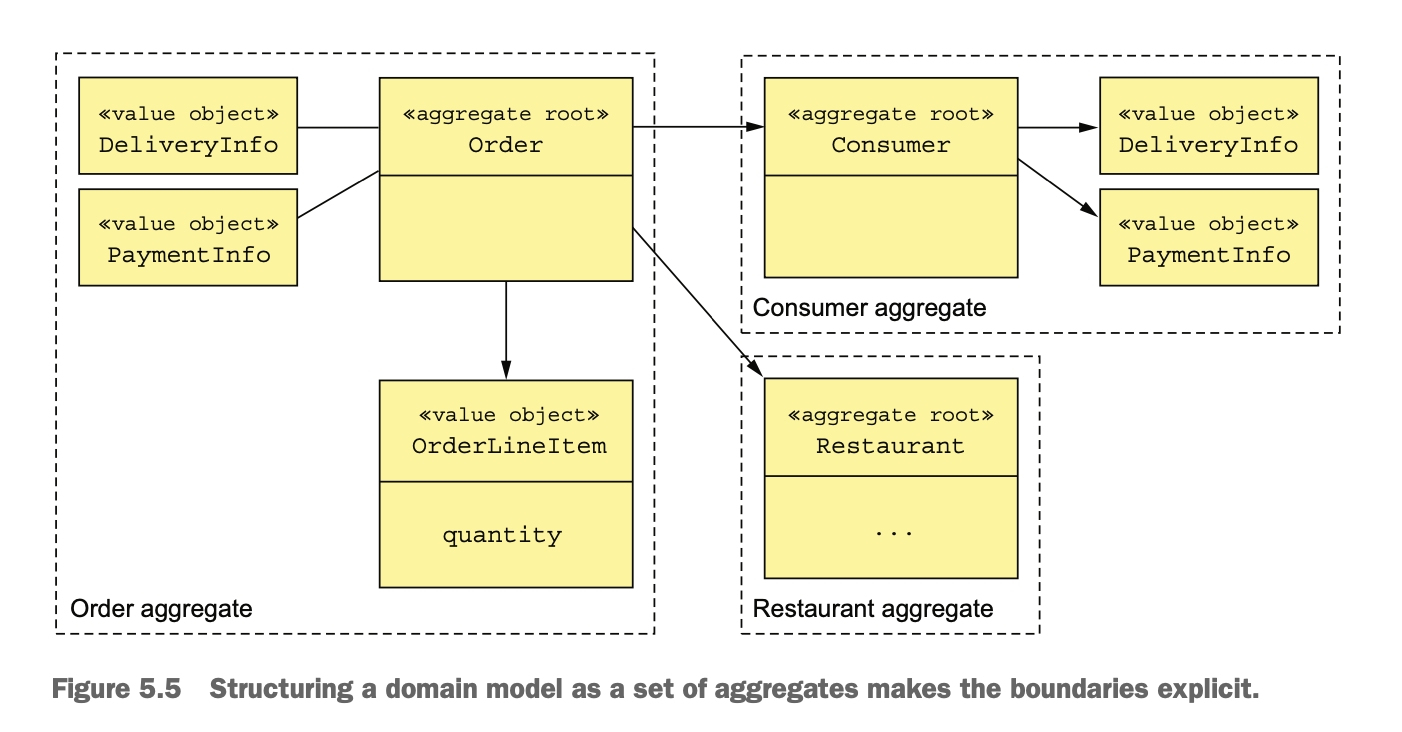 «value object»
DeliveryInfo
«value object»
PaymentInfo
«aggregate root»
Order
«value object»
OrderLineItem
quantity
Order aggregate
«aggregate root»
Consumer
«value object»
DeliveryInfo
«value object»
PaymentInfo
Consumer aggregate
«aggregate root»
Restaurant
...
Restaurant aggregate
Figure 5.5 Structuring a domain model as a set of aggregates makes the boundaries explicit.